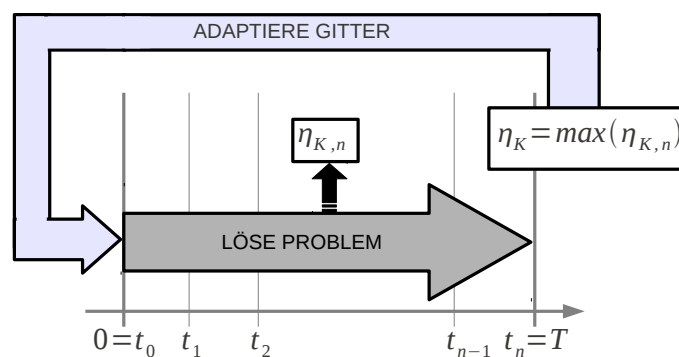 ADAPTIERE GITTER
η_{K,n}
η_K=max(η_{K,n})
LÖSE PROBLEM
0=t_0 t_1 t_2 t_{n−1} t_n=T